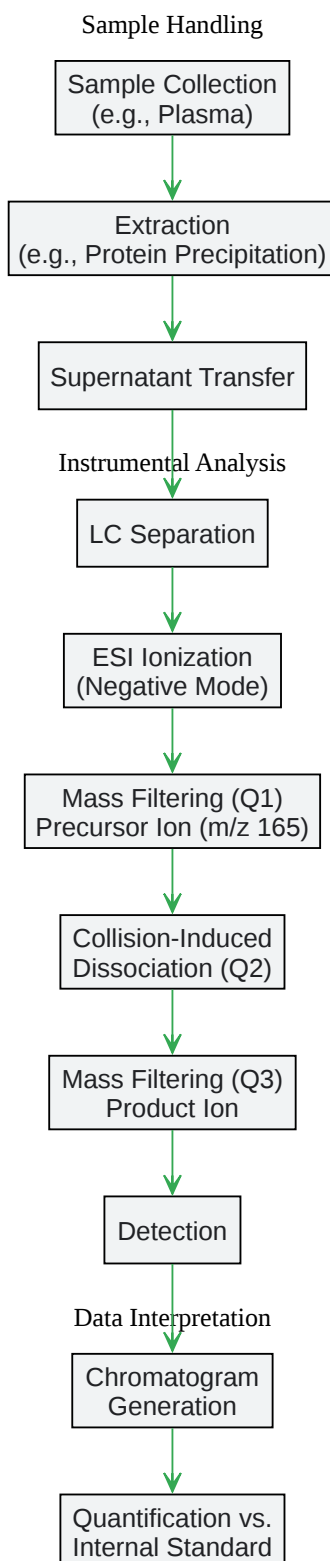 Sample Handling
Sample Collection
(e.g., Plasma)
Extraction
(e.g., Protein Precipitation)
Supernatant Transfer
Instrumental Analysis
LC Separation
ESI Ionization
(Negative Mode)
Mass Filtering (Q1)
Precursor Ion (m/z 165)
Collision-Induced
Dissociation (Q2)
Mass Filtering (Q3)
Product Ion
Detection
Data Interpretation
Chromatogram
Generation
Quantification vs.
Internal Standard